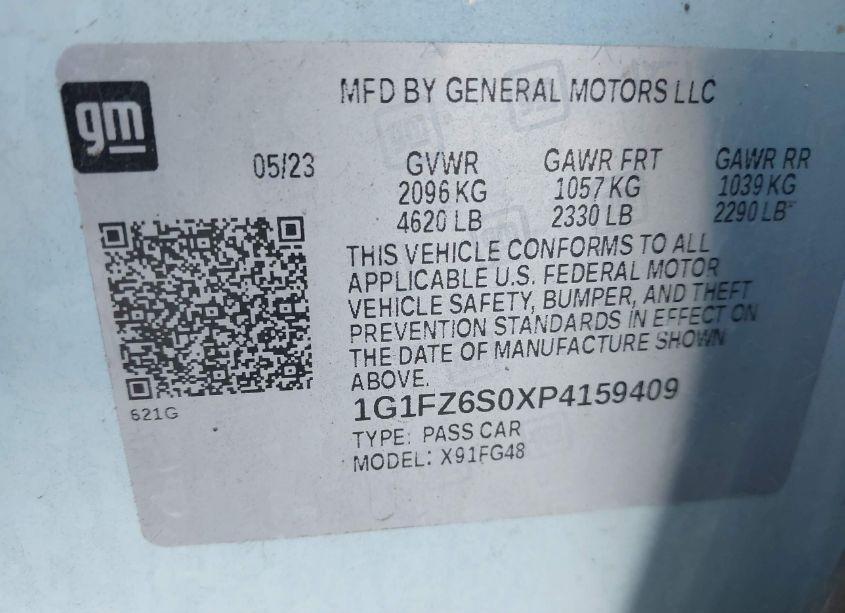 gm
MFD BY GENERAL MOTORS LLC
05/23 GVWR GAWR FRT GAWR RR
2096 KG 1057 KG 1039 KG
4620 LB 2330 LB 2290 LB
THIS VEHICLE CONFORMS TO ALL
APPLICABLE U.S. FEDERAL MOTOR
VEHICLE SAFETY, BUMPER, AND THEFT
PREVENTION STANDARDS IN EFFECT ON
THE DATE OF MANUFACTURE SHOWN
ABOVE.
1G1FZ6S0XP4159409
621G
TYPE: PASS CAR
MODEL: X91FG48